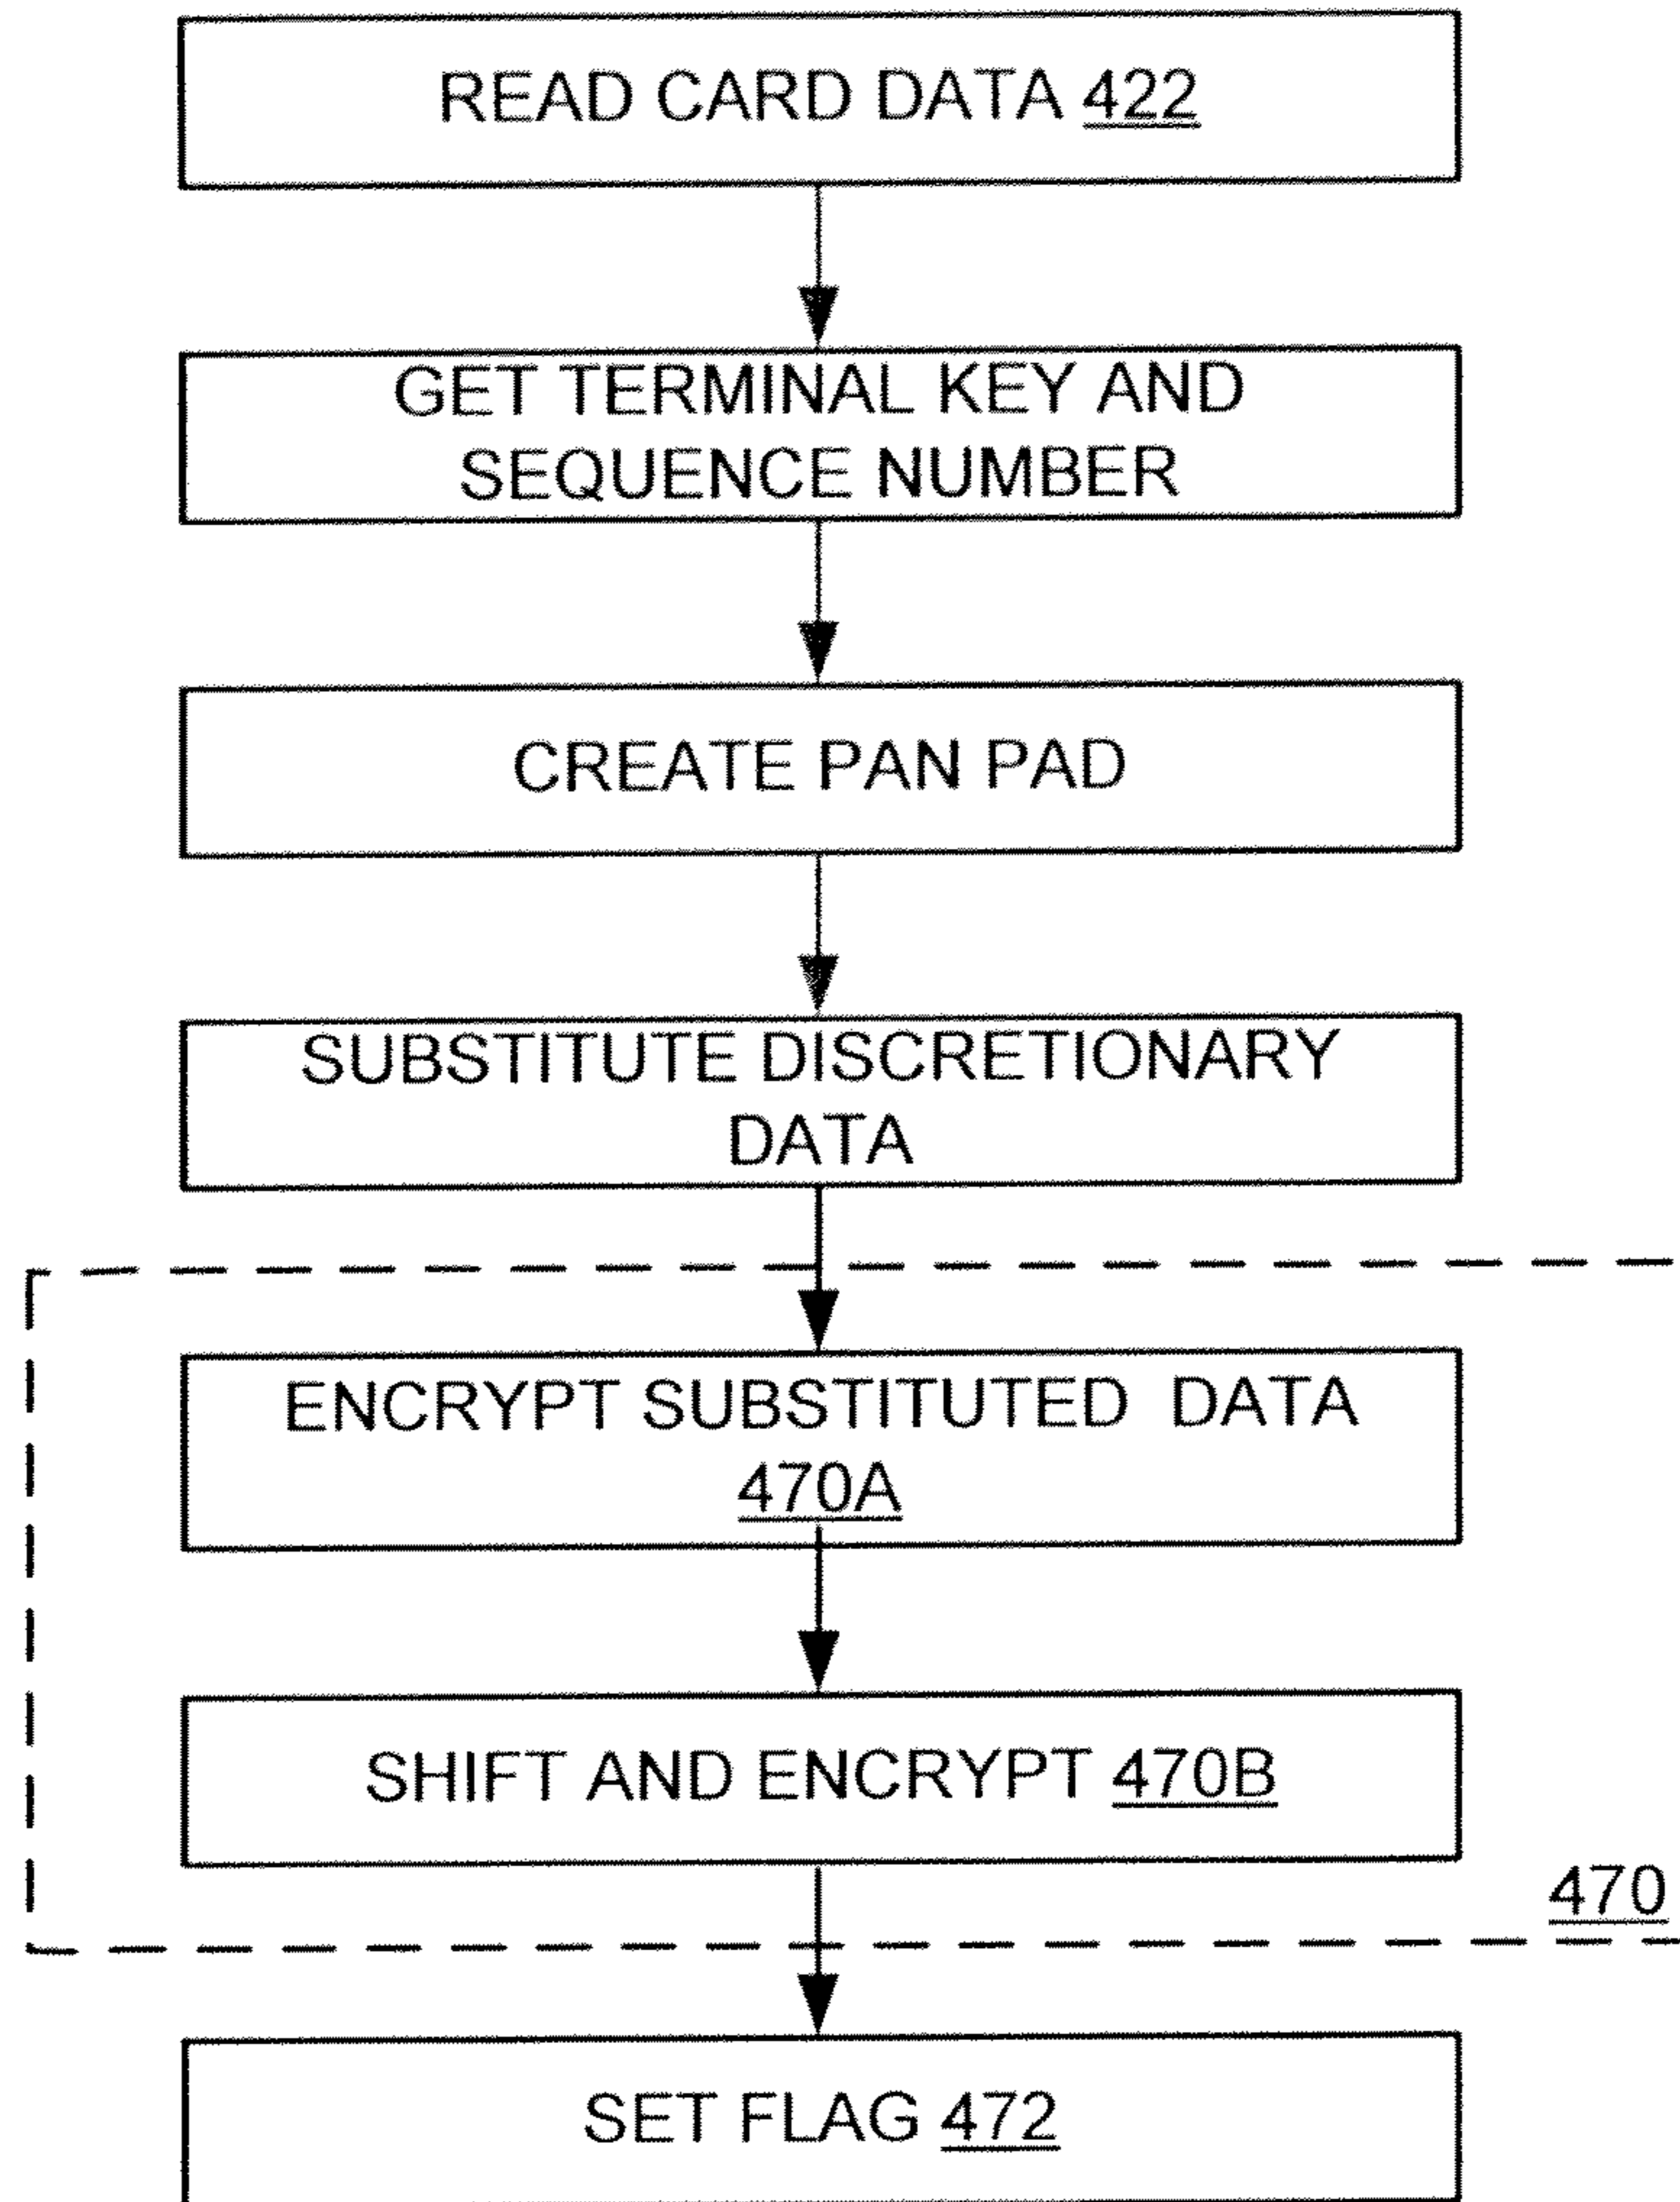 READ CARD DATA 422
GET TERMINAL KEY AND
SEQUENCE NUMBER
CREATE PAN PAD
SUBSTITUTE DISCRETIONARY
DATA
ENCRYPT SUBSTITUTED DATA
470A
SHIFT AND ENCRYPT 470B
470
SET FLAG 472